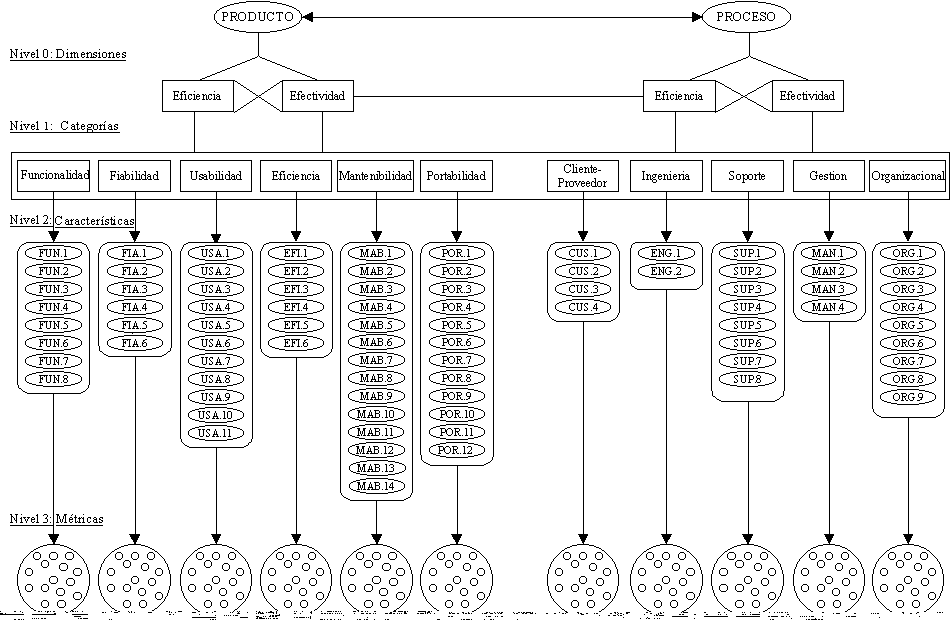 PRODUCTO PROCESO
Nivel 0: Dimensiones
Eficiencia Efectividad Eficiencia Efectividad
Nivel 1: Categorías
Funcionalidad Fiabilidad Usabilidad Eficiencia Mantenibilidad Portabilidad Cliente-
Proveedor Ingenieria Soporte Gestion Organizacional
Nivel 2: Características
FUN.1 FIA.1 USA.1 EFI.1 MAB.1 POR.1 CUS.1 ENG.1 SUP.1 MAN.1 ORG.1
FUN.2 FIA.2 USA.2 EFI.2 MAB.2 POR.2 CUS.2 ENG.2 SUP.2 MAN.2 ORG.2
FUN.3 FIA.3 USA.3 EFI.3 MAB.3 POR.3 CUS.3 SUP.3 MAN.3 ORG.3
FUN.4 FIA.4 USA.4 EFI.4 MAB.4 POR.4 CUS.4 SUP.4 MAN.4 ORG.4
FUN.5 FIA.5 USA.5 EFI.5 MAB.5 POR.5 SUP.5 ORG.5
FUN.6 FIA.6 USA.6 EFI.6 MAB.6 POR.6 SUP.6 ORG.6
FUN.7 USA.7 MAB.7 POR.7 SUP.7 ORG.7
FUN.8 USA.8 MAB.8 POR.8 SUP.8 ORG.8
USA.9 MAB.9 POR.9 ORG.9
USA.10 MAB.10 POR.10
USA.11 MAB.11 POR.11
MAB.12 POR.12
MAB.13
MAB.14
Nivel 3: Métricas